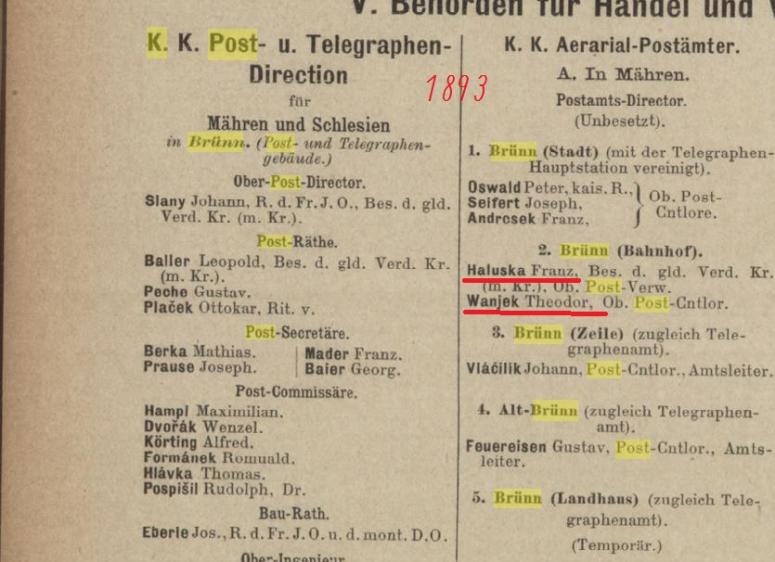 V. Behörden für Handel und
K. K. Post- u. Telegraphen-
Direction
für
Mähren und Schlesien
in Brünn. (Post- und Telegraphen-
gebäude.)
Ober-Post-Director.
Slany Johann, R. d. Fr. J. O., Bes. d. gld.
Verd. Kr. (m. Kr.).
Post-Räthe.
Baller Leopold, Bes. d. gld. Verd. Kr.
(m. Kr.).
Peche Gustav.
Plaček Ottokar, Rit. v.
Post-Secretäre.
Berka Mathias.
Prause Joseph.
Mader Franz.
Baier Georg.
Post-Commissäre.
Hampl Maximilian.
Dvořák Wenzel.
Körting Alfred.
Formánek Romuald.
Hlávka Thomas.
Pospíšil Rudolph, Dr.
Bau-Rath.
Eberle Jos., R. d. Fr. J. O. u. d. mont. D. O.
Ober-Ingenieur.
1893
K. K. Aerarial-Postämter.
A. In Mähren.
Postamts-Director.
(Unbesetzt).
1. Brünn (Stadt) (mit der Telegraphen-
Hauptstation vereinigt).
Oswald Peter, kais. R.,
Seifert Joseph,
Androsek Franz,
Ob. Post-
Cntlore.
2. Brünn (Bahnhof).
Haluska Franz, Bes. d. gld. Verd. Kr.
(m. Kr.), Ob. Post-Verw.
Wanjek Theodor, Ob. Post-Cntlor.
3. Brünn (Zeile) (zugleich Tele-
graphenamt).
Vláčilik Johann, Post-Cntlor., Amtsleiter.
4. Alt-Brünn (zugleich Telegraphen-
amt).
Feuereisen Gustav, Post-Cntlor., Amts-
leiter.
5. Brünn (Landhaus) (zugleich Tele-
graphenamt).
(Temporär.)